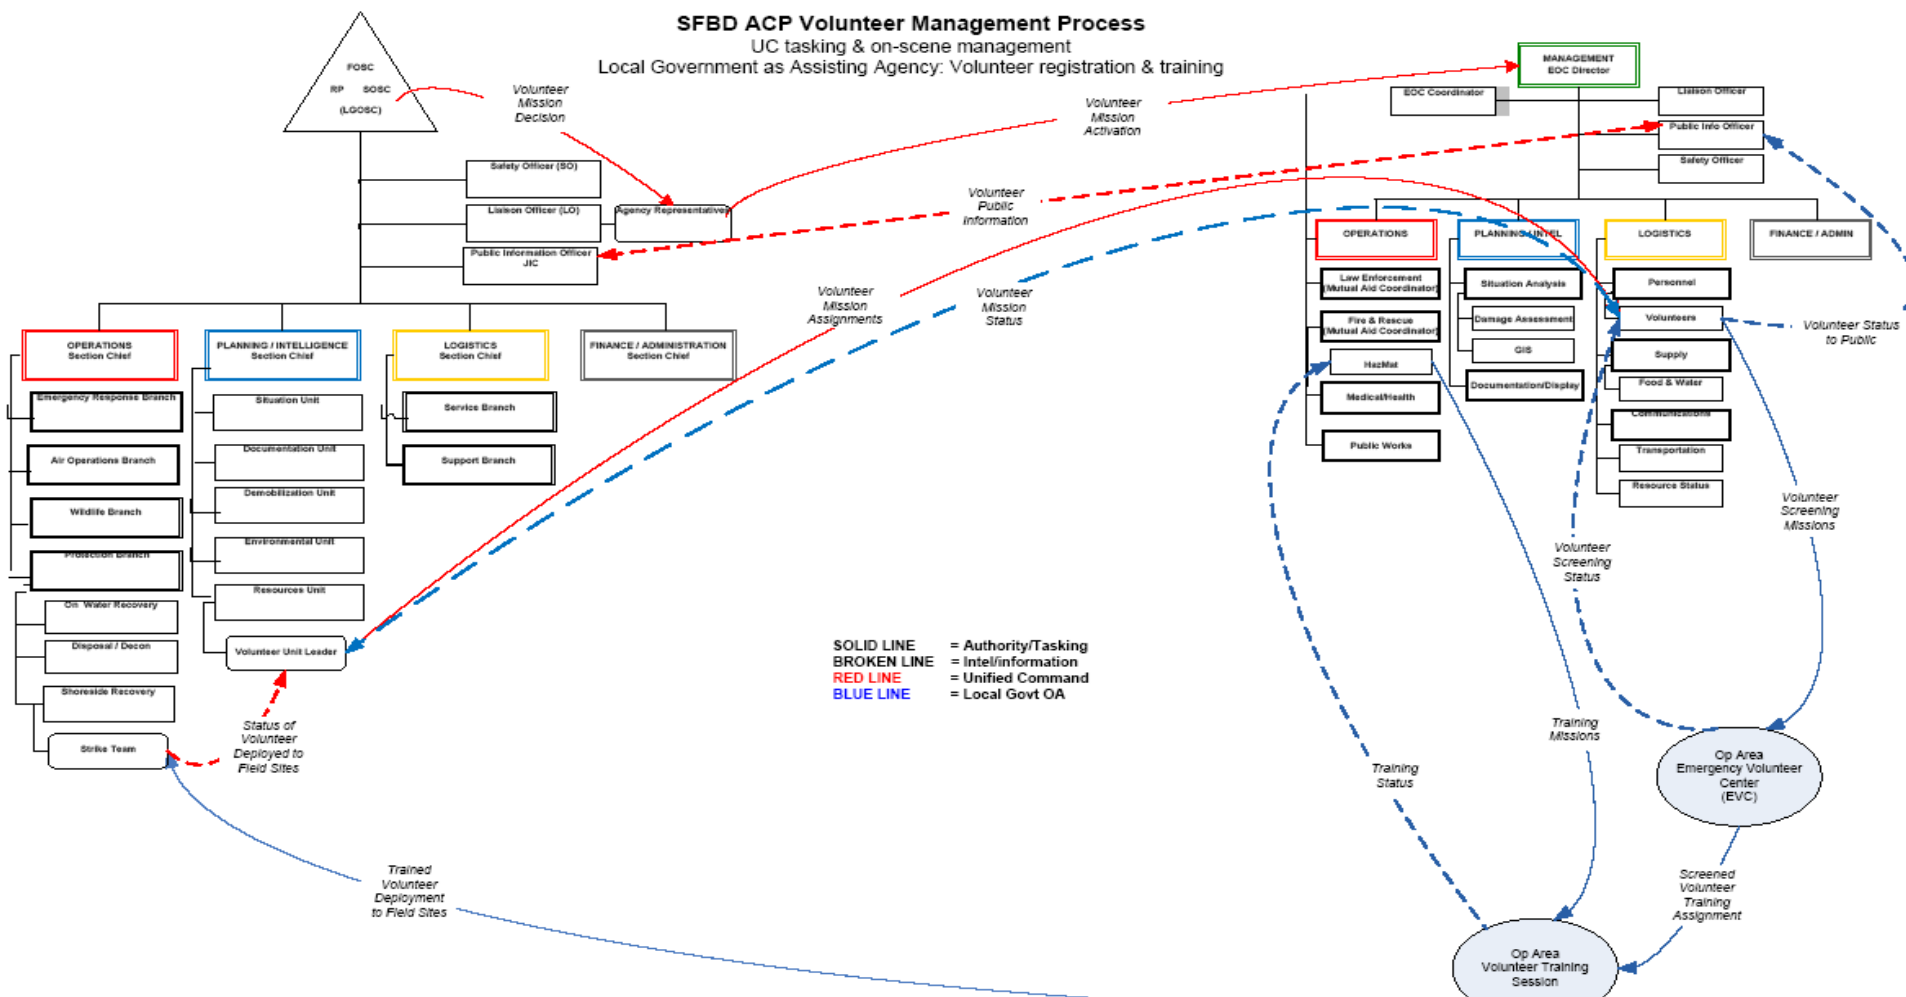 SFBD ACP Volunteer Management Process
UC tasking & on-scene management
Local Government as Assisting Agency: Volunteer registration & training
FOSC
RP SOSC
(LGOSC)
Volunteer
Mission
Decision
Safety Officer (SO)
Liaison Officer (LO)
Agency Representatives
Public Information Officer
JIC
OPERATIONS
Section Chief
PLANNING / INTELLIGENCE
Section Chief
LOGISTICS
Section Chief
FINANCE / ADMINISTRATION
Section Chief
Emergency Response Branch
Air Operations Branch
Wildlife Branch
Protection Branch
On Water Recovery
Disposal / Decon
Shoreside Recovery
Strike Team
Situation Unit
Documentation Unit
Demobilization Unit
Environmental Unit
Resources Unit
Volunteer Unit Leader
Service Branch
Support Branch
Status of
Volunteer
Deployed to
Field Sites
Trained
Volunteer
Deployment
to Field Sites
Volunteer
Mission
Activation
Volunteer
Public
Information
Volunteer
Mission
Assignments
Volunteer
Mission
Status
SOLID LINE = Authority/Tasking
BROKEN LINE = Intel/information
RED LINE = Unified Command
BLUE LINE = Local Govt OA
MANAGEMENT
EOC Director
EOC Coordinator
Liaison Officer
Public Info Officer
Safety Officer
OPERATIONS
PLANNING / INTEL
LOGISTICS
FINANCE / ADMIN
Law Enforcement
(Mutual Aid Coordinator)
Fire & Rescue
(Mutual Aid Coordinator)
HazMat
Medical/Health
Public Works
Situation Analysis
Damage Assessment
GIS
Documentation/Display
Personnel
Volunteers
Supply
Food & Water
Communications
Transportation
Resource Status
Volunteer Status
to Public
Volunteer
Screening
Missions
Volunteer
Screening
Status
Training
Missions
Training
Status
Op Area
Emergency Volunteer
Center
(EVC)
Screened
Volunteer
Training
Assignment
Op Area
Volunteer Training
Session